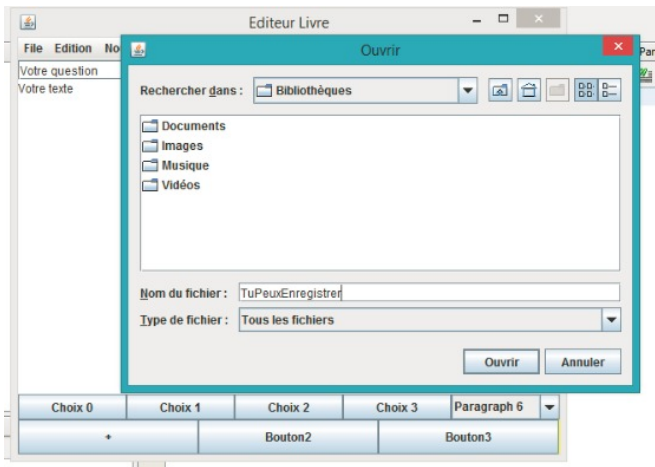 Editeur Livre
File Edition No
Ouvrir
Par
Votre question
Votre texte
Rechercher dans : Bibliothèques
Documents
Images
Musique
Vidéos
Nom du fichier : TuPeuxEnregistrer
Type de fichier : Tous les fichiers
Ouvrir Annuler
Choix 0 Choix 1 Choix 2 Choix 3 Paragraph 6
+ Bouton2 Bouton3